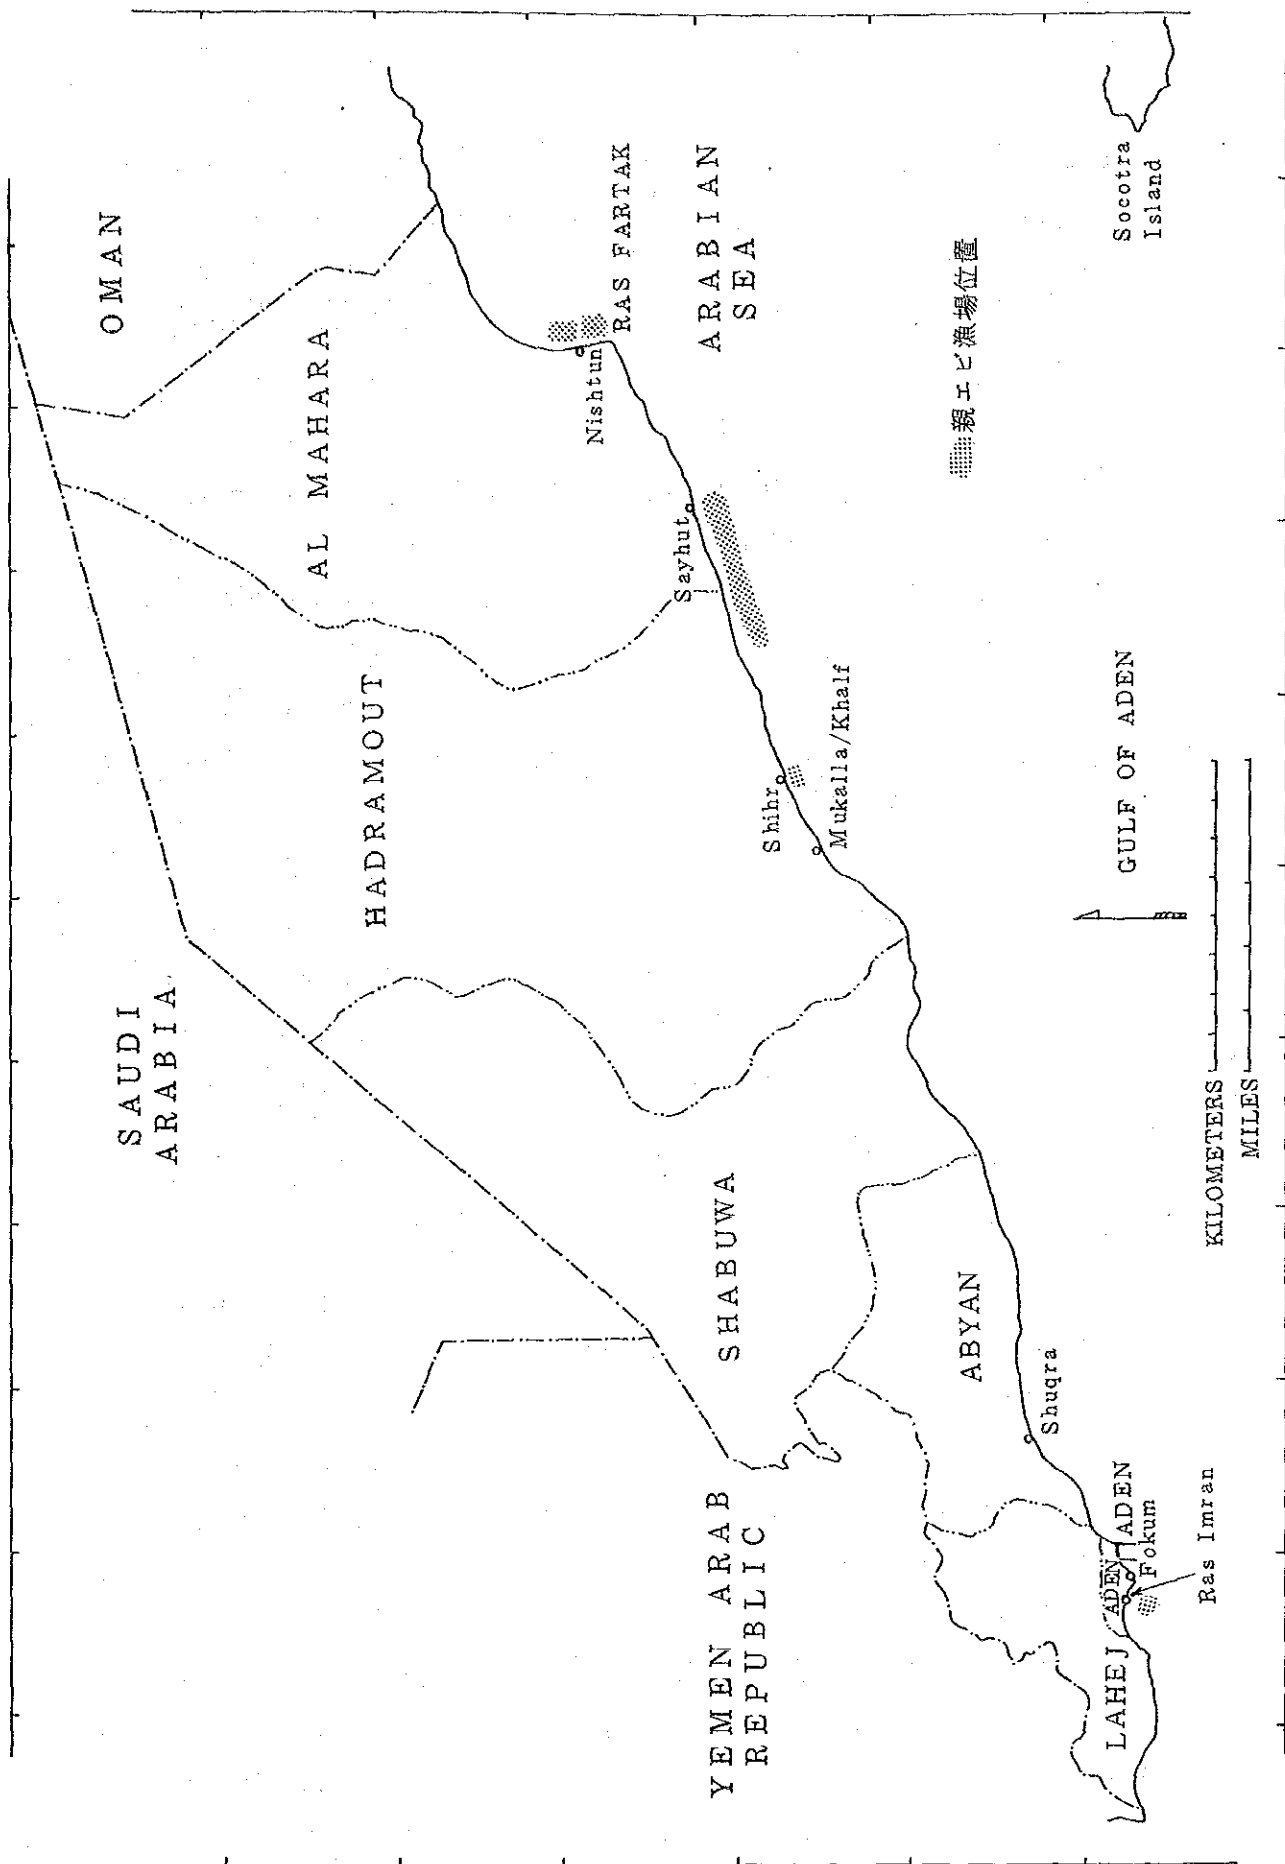 SAUDI
ARABIA
OMAN
AL MAHARA
HADRAMOUT
SHABUWA
YEMEN ARAB
REPUBLIC
ABYAN
LAHEJ
ADEN
ADEN
Fokum
Ras Imran
Shuqra
Mukalla/Khalf
Shihr
Sayhut
Nishtun
RAS FARTAK
ARABIAN
SEA
親エビ漁場位置
Socotra
Island
GULF OF ADEN
KILOMETERS
MILES